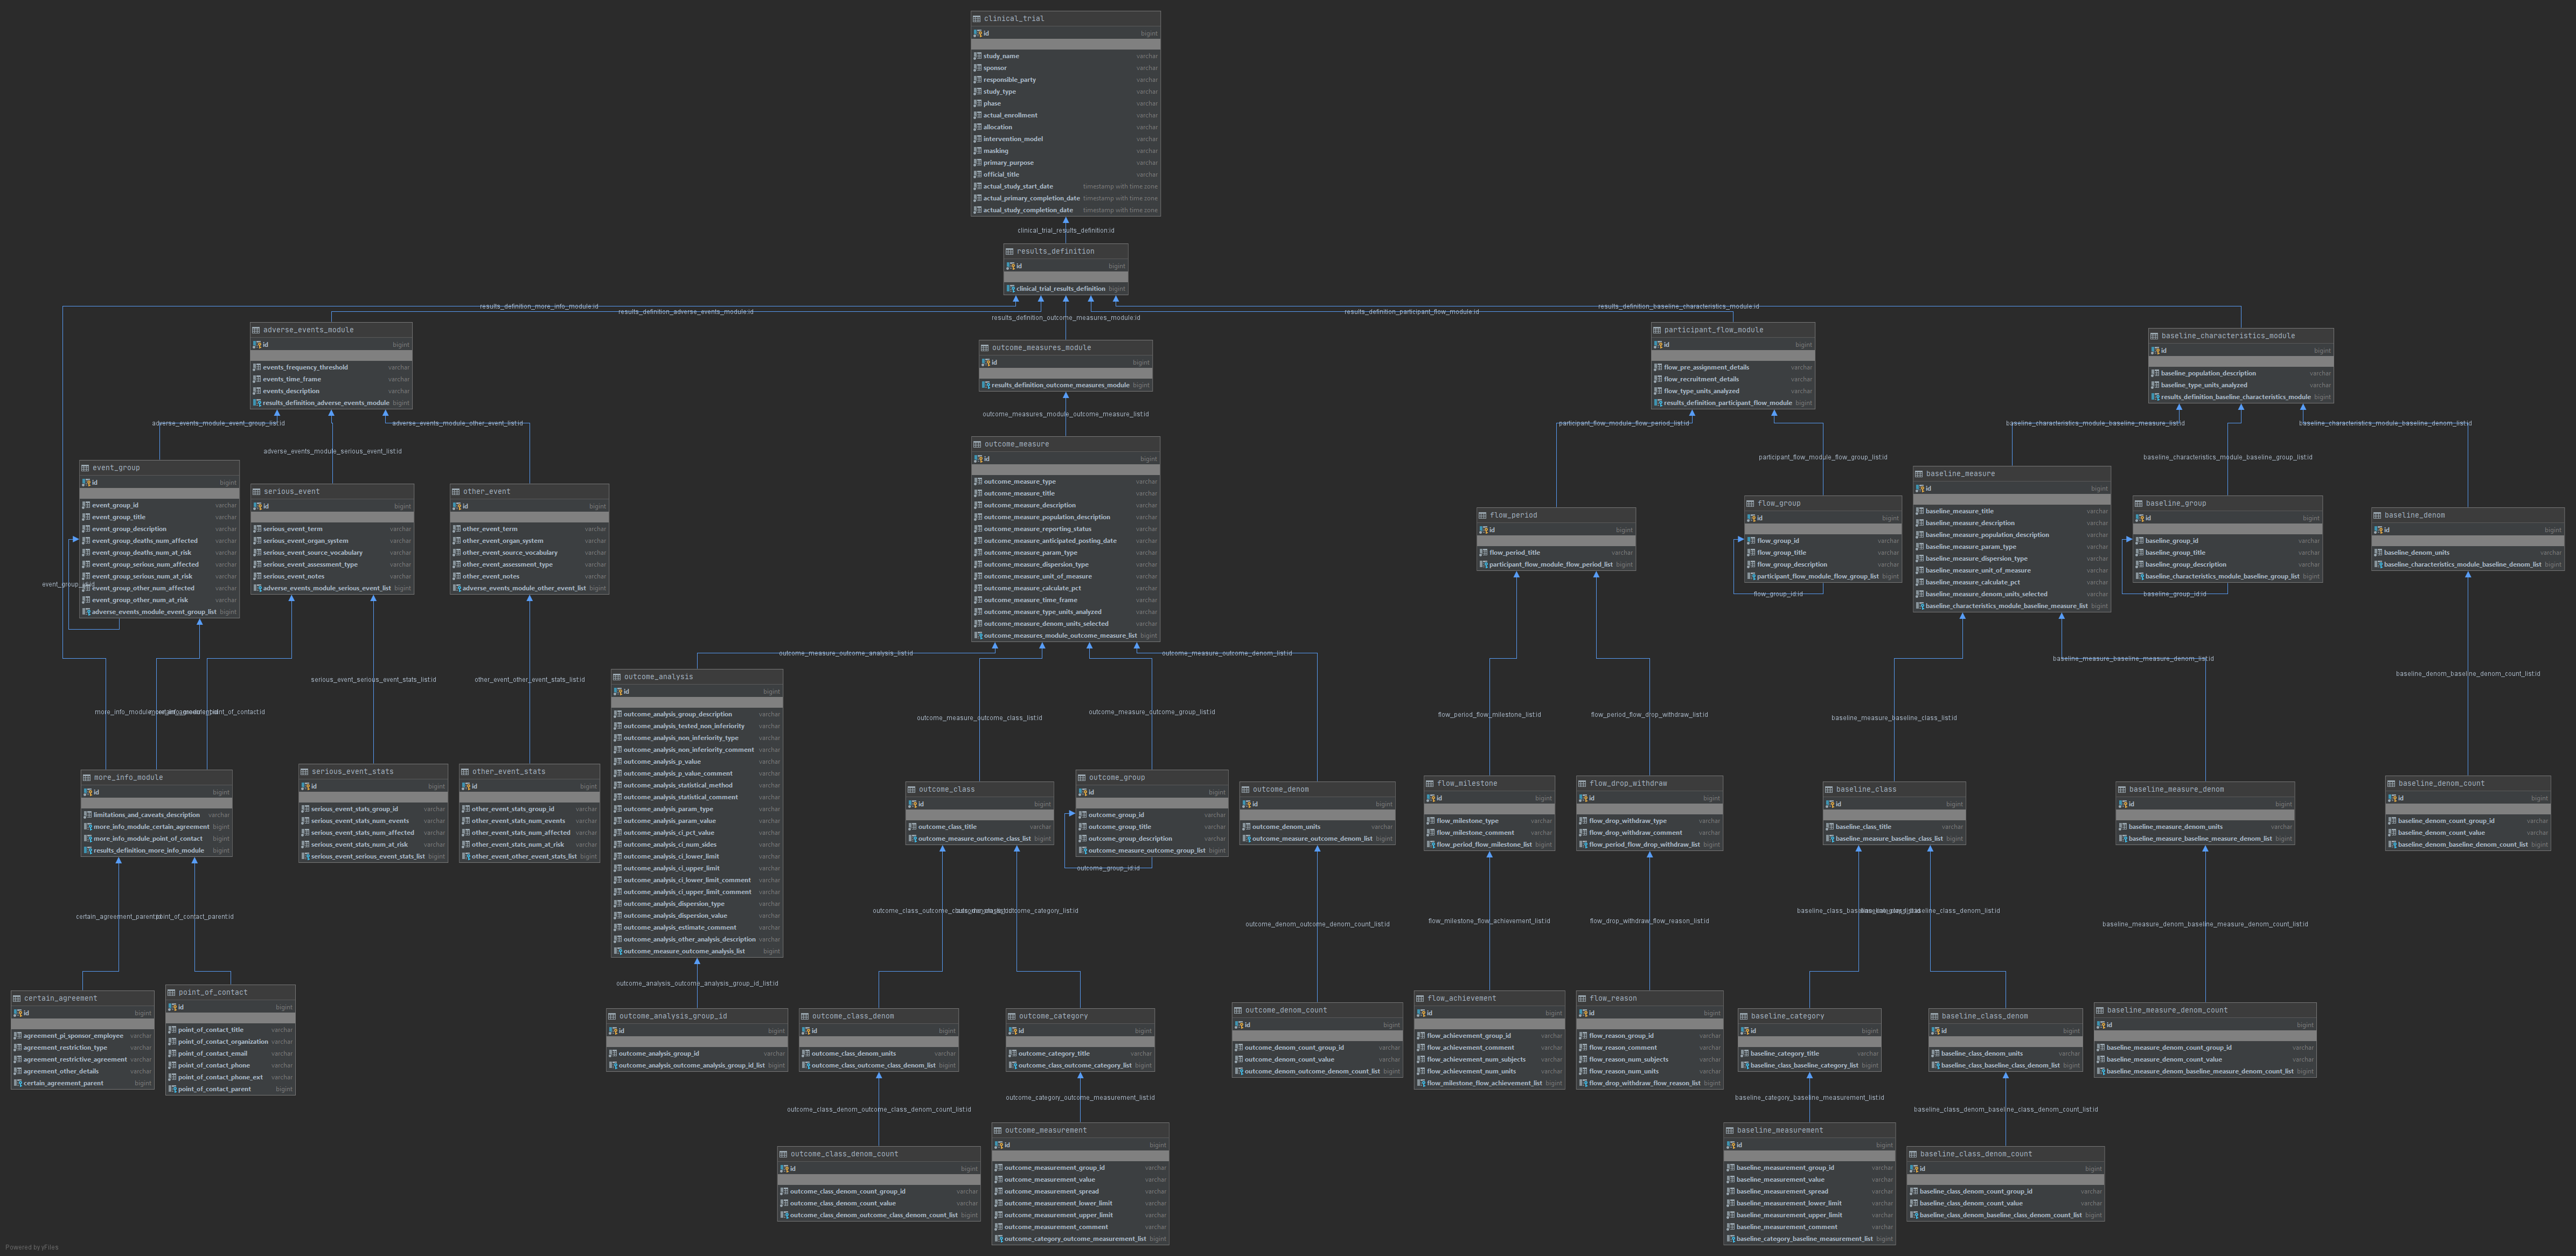 clinical_trial
id bigint
study_name varchar
sponsor varchar
responsible_party varchar
study_type varchar
phase varchar
actual_enrollment varchar
allocation varchar
intervention_model varchar
masking varchar
primary_purpose varchar
official_title varchar
actual_study_start_date timestamp with time zone
actual_primary_completion_date timestamp with time zone
actual_study_completion_date timestamp with time zone
clinical_trial_results_definition:id
results_definition
id bigint
clinical_trial_results_definition bigint
results_definition_more_info_module:id
results_definition_adverse_events_module:id
results_definition_outcome_measures_module:id
results_definition_participant_flow_module:id
results_definition_baseline_characteristics_module:id
adverse_events_module
id bigint
events_frequency_threshold varchar
events_time_frame varchar
events_description varchar
results_definition_adverse_events_module bigint
outcome_measures_module
id bigint
results_definition_outcome_measures_module bigint
participant_flow_module
id bigint
flow_pre_assignment_details varchar
flow_recruitment_details varchar
flow_type_units_analyzed varchar
results_definition_participant_flow_module bigint
baseline_characteristics_module
id bigint
baseline_population_description varchar
baseline_type_units_analyzed varchar
results_definition_baseline_characteristics_module bigint
adverse_events_module_event_group_list:id
adverse_events_module_serious_event_list:id
adverse_events_module_other_event_list:id
outcome_measures_module_outcome_measure_list:id
participant_flow_module_flow_period_list:id
participant_flow_module_flow_group_list:id
baseline_characteristics_module_baseline_measure_list:id
baseline_characteristics_module_baseline_group_list:id
baseline_characteristics_module_baseline_denom_list:id
event_group
id bigint
event_group_id varchar
event_group_title varchar
event_group_description varchar
event_group_deaths_num_affected varchar
event_group_deaths_num_at_risk varchar
event_group_serious_num_affected varchar
event_group_serious_num_at_risk varchar
event_group_other_num_affected varchar
event_group_other_num_at_risk varchar
adverse_events_module_event_group_list bigint
serious_event
id bigint
serious_event_term varchar
serious_event_organ_system varchar
serious_event_source_vocabulary varchar
serious_event_assessment_type varchar
serious_event_notes varchar
adverse_events_module_serious_event_list bigint
other_event
id bigint
other_event_term varchar
other_event_organ_system varchar
other_event_source_vocabulary varchar
other_event_assessment_type varchar
other_event_notes varchar
adverse_events_module_other_event_list bigint
outcome_measure
id bigint
outcome_measure_type varchar
outcome_measure_title varchar
outcome_measure_description varchar
outcome_measure_population_description varchar
outcome_measure_reporting_status varchar
outcome_measure_anticipated_posting_date varchar
outcome_measure_param_type varchar
outcome_measure_dispersion_type varchar
outcome_measure_unit_of_measure varchar
outcome_measure_calculate_pct varchar
outcome_measure_time_frame varchar
outcome_measure_type_units_analyzed varchar
outcome_measure_denom_units_selected varchar
outcome_measures_module_outcome_measure_list bigint
flow_period
id bigint
flow_period_title varchar
participant_flow_module_flow_period_list bigint
flow_group
id bigint
flow_group_id varchar
flow_group_title varchar
flow_group_description varchar
participant_flow_module_flow_group_list bigint
flow_group_id:id
baseline_measure
id bigint
baseline_measure_title varchar
baseline_measure_description varchar
baseline_measure_population_description varchar
baseline_measure_param_type varchar
baseline_measure_dispersion_type varchar
baseline_measure_unit_of_measure varchar
baseline_measure_calculate_pct varchar
baseline_measure_denom_units_selected varchar
baseline_characteristics_module_baseline_measure_list bigint
baseline_group
id bigint
baseline_group_id varchar
baseline_group_title varchar
baseline_group_description varchar
baseline_characteristics_module_baseline_group_list bigint
baseline_group_id:id
baseline_denom
id bigint
baseline_denom_units varchar
baseline_characteristics_module_baseline_denom_list bigint
serious_event_serious_event_stats_list:id
other_event_other_event_stats_list:id
outcome_measure_outcome_analysis_list:id
outcome_measure_outcome_class_list:id
outcome_measure_outcome_group_list:id
outcome_measure_outcome_denom_list:id
flow_period_flow_milestone_list:id
flow_period_flow_drop_withdraw_list:id
baseline_measure_baseline_class_list:id
baseline_measure_baseline_measure_denom_list:id
baseline_denom_baseline_denom_count_list:id
more_info_module
id bigint
limitations_and_caveats_description varchar
more_info_module_certain_agreement bigint
more_info_module_point_of_contact bigint
results_definition_more_info_module bigint
serious_event_stats
id bigint
serious_event_stats_group_id varchar
serious_event_stats_num_events varchar
serious_event_stats_num_affected varchar
serious_event_stats_num_at_risk varchar
serious_event_serious_event_stats_list bigint
other_event_stats
id bigint
other_event_stats_group_id varchar
other_event_stats_num_events varchar
other_event_stats_num_affected varchar
other_event_stats_num_at_risk varchar
other_event_other_event_stats_list bigint
outcome_analysis
id bigint
outcome_analysis_group_description varchar
outcome_analysis_tested_non_inferiority varchar
outcome_analysis_non_inferiority_type varchar
outcome_analysis_non_inferiority_comment varchar
outcome_analysis_p_value varchar
outcome_analysis_p_value_comment varchar
outcome_analysis_statistical_method varchar
outcome_analysis_statistical_comment varchar
outcome_analysis_param_type varchar
outcome_analysis_param_value varchar
outcome_analysis_ci_pct_value varchar
outcome_analysis_ci_num_sides varchar
outcome_analysis_ci_lower_limit varchar
outcome_analysis_ci_upper_limit varchar
outcome_analysis_ci_lower_limit_comment varchar
outcome_analysis_ci_upper_limit_comment varchar
outcome_analysis_dispersion_type varchar
outcome_analysis_dispersion_value varchar
outcome_analysis_estimate_comment varchar
outcome_analysis_other_analysis_description varchar
outcome_measure_outcome_analysis_list bigint
outcome_class
id bigint
outcome_class_title varchar
outcome_measure_outcome_class_list bigint
outcome_group
id bigint
outcome_group_id varchar
outcome_group_title varchar
outcome_group_description varchar
outcome_measure_outcome_group_list bigint
outcome_group_id:id
outcome_denom
id bigint
outcome_denom_units varchar
outcome_measure_outcome_denom_list bigint
flow_milestone
id bigint
flow_milestone_type varchar
flow_milestone_comment varchar
flow_period_flow_milestone_list bigint
flow_drop_withdraw
id bigint
flow_drop_withdraw_type varchar
flow_drop_withdraw_comment varchar
flow_period_flow_drop_withdraw_list bigint
baseline_class
id bigint
baseline_class_title varchar
baseline_measure_baseline_class_list bigint
baseline_measure_denom
id bigint
baseline_measure_denom_units varchar
baseline_measure_baseline_measure_denom_list bigint
baseline_denom_count
id bigint
baseline_denom_count_group_id varchar
baseline_denom_count_value varchar
baseline_denom_baseline_denom_count_list bigint
certain_agreement_parent:id
point_of_contact_parent:id
outcome_analysis_outcome_analysis_group_id_list:id
outcome_denom_outcome_denom_count_list:id
flow_milestone_flow_achievement_list:id
flow_drop_withdraw_flow_reason_list:id
baseline_measure_denom_baseline_measure_denom_count_list:id
certain_agreement
id bigint
agreement_pi_sponsor_employee varchar
agreement_restriction_type varchar
agreement_restrictive_agreement varchar
agreement_other_details varchar
certain_agreement_parent bigint
point_of_contact
id bigint
point_of_contact_title varchar
point_of_contact_organization varchar
point_of_contact_email varchar
point_of_contact_phone varchar
point_of_contact_phone_ext varchar
point_of_contact_parent bigint
outcome_analysis_group_id
id bigint
outcome_analysis_group_id varchar
outcome_analysis_outcome_analysis_group_id_list bigint
outcome_class_denom
id bigint
outcome_class_denom_units varchar
outcome_class_outcome_class_denom_list bigint
outcome_category
id bigint
outcome_category_title varchar
outcome_class_outcome_category_list bigint
outcome_denom_count
id bigint
outcome_denom_count_group_id varchar
outcome_denom_count_value varchar
outcome_denom_outcome_denom_count_list bigint
flow_achievement
id bigint
flow_achievement_group_id varchar
flow_achievement_comment varchar
flow_achievement_num_subjects varchar
flow_achievement_num_units varchar
flow_milestone_flow_achievement_list bigint
flow_reason
id bigint
flow_reason_group_id varchar
flow_reason_comment varchar
flow_reason_num_subjects varchar
flow_reason_num_units varchar
flow_drop_withdraw_flow_reason_list bigint
baseline_category
id bigint
baseline_category_title varchar
baseline_class_baseline_category_list bigint
baseline_class_denom
id bigint
baseline_class_denom_units varchar
baseline_class_baseline_class_denom_list bigint
baseline_measure_denom_count
id bigint
baseline_measure_denom_count_group_id varchar
baseline_measure_denom_count_value varchar
baseline_measure_denom_baseline_measure_denom_count_list bigint
outcome_class_denom_outcome_class_denom_count_list:id
outcome_category_outcome_measurement_list:id
baseline_category_baseline_measurement_list:id
baseline_class_denom_baseline_class_denom_count_list:id
outcome_class_denom_count
id bigint
outcome_class_denom_count_group_id varchar
outcome_class_denom_count_value varchar
outcome_class_denom_outcome_class_denom_count_list bigint
outcome_measurement
id bigint
outcome_measurement_group_id varchar
outcome_measurement_value varchar
outcome_measurement_spread varchar
outcome_measurement_lower_limit varchar
outcome_measurement_upper_limit varchar
outcome_measurement_comment varchar
outcome_category_outcome_measurement_list bigint
baseline_measurement
id bigint
baseline_measurement_group_id varchar
baseline_measurement_value varchar
baseline_measurement_spread varchar
baseline_measurement_lower_limit varchar
baseline_measurement_upper_limit varchar
baseline_measurement_comment varchar
baseline_category_baseline_measurement_list bigint
baseline_class_denom_count
id bigint
baseline_class_denom_count_group_id varchar
baseline_class_denom_count_value varchar
baseline_class_denom_baseline_class_denom_count_list bigint
Powered by yFiles